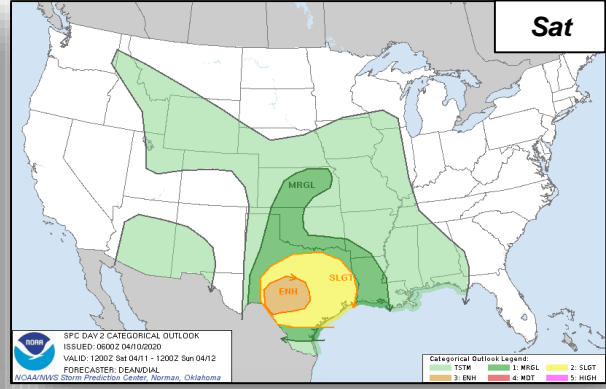 Sat
MRGL
SLGT
ENH
SPC DAY 2 CATEGORICAL OUTLOOK
ISSUED: 0600Z 04/10/2020
VALID: 1200Z Sat 04/11 - 1200Z Sun 04/12
FORECASTER: DEAN/DIAL
NOAA/NWS Storm Prediction Center, Norman, Oklahoma
NOAA
Categorical Outlook Legend:
TSTM 1: MRGL 2: SLGT
3: ENH 4: MDT 5: HIGH